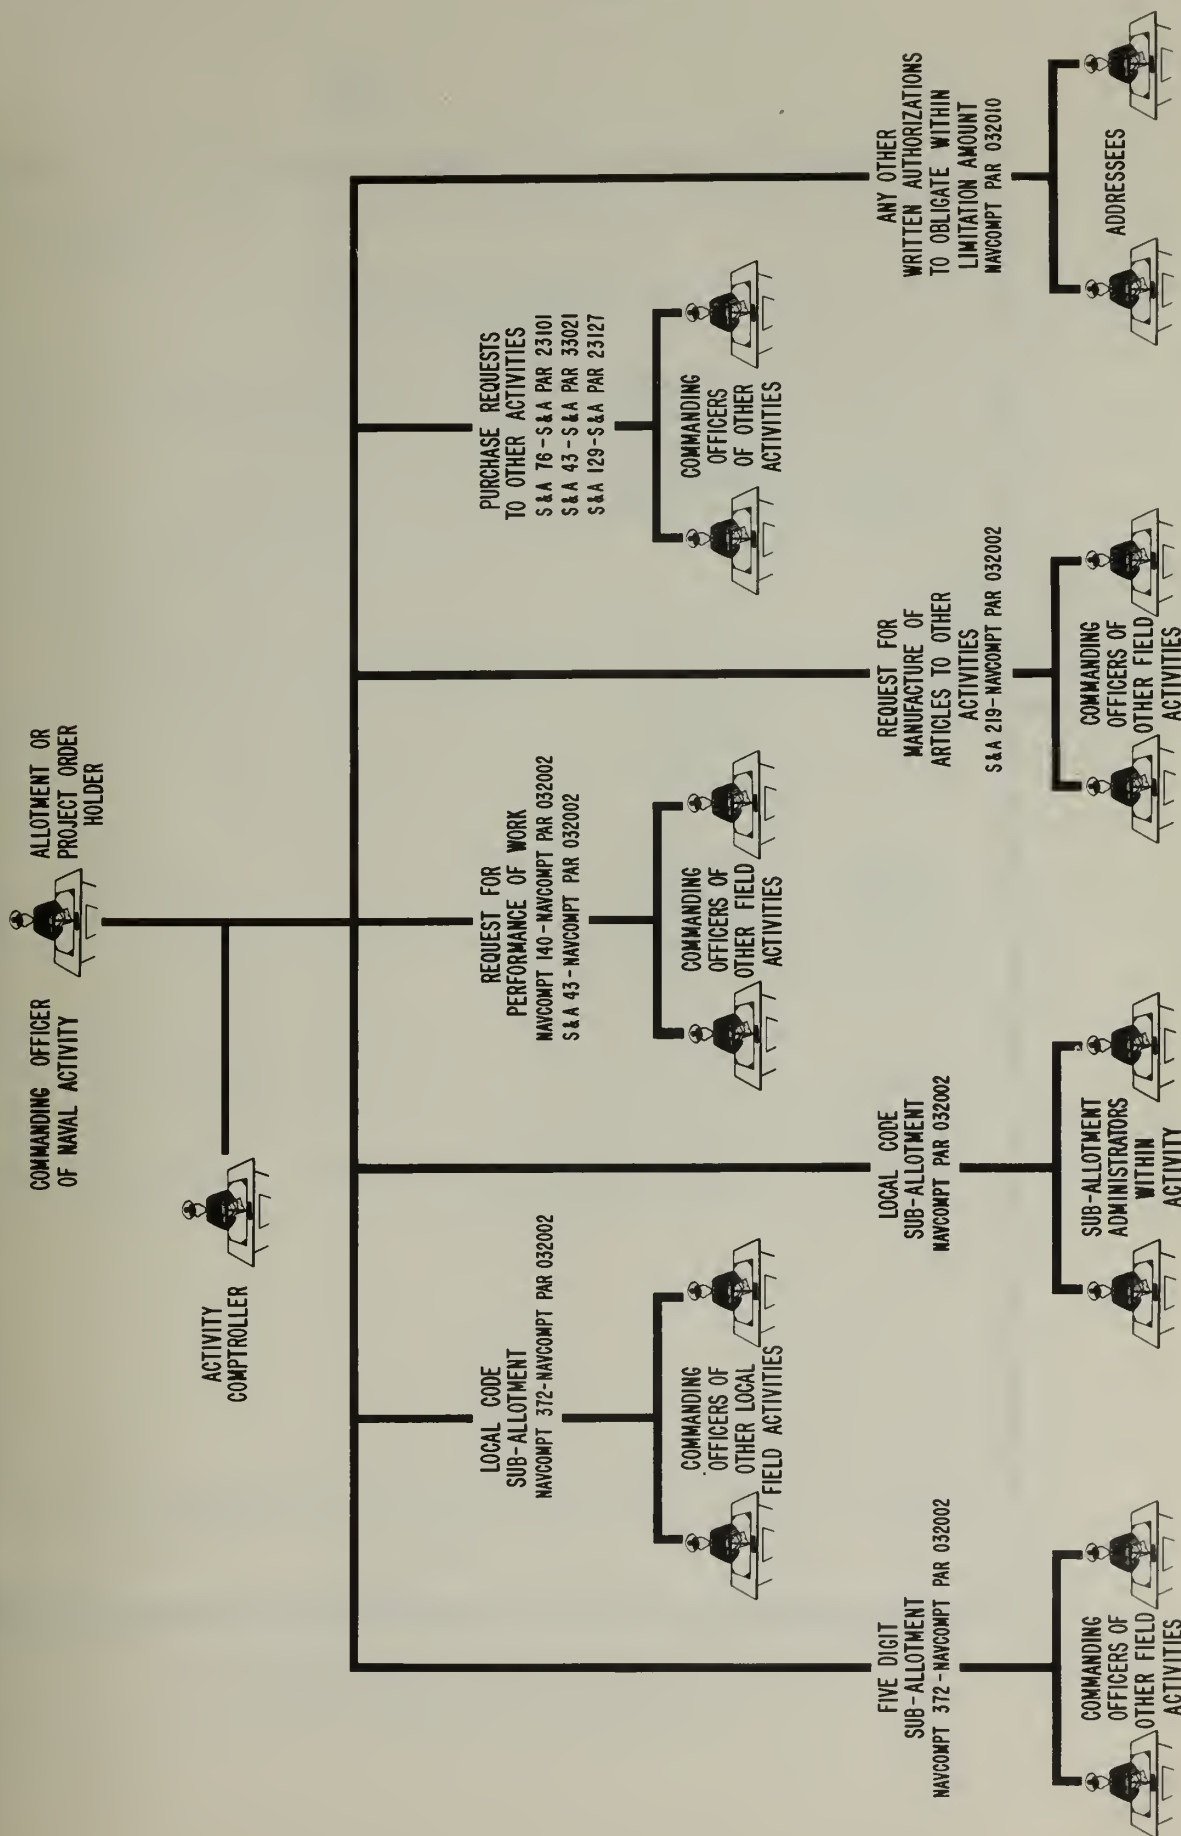 COMMANDING OFFICER
OF NAVAL ACTIVITY
ALLOTMENT OR
PROJECT ORDER
HOLDER
ACTIVITY
COMPTROLLER
LOCAL CODE
SUB-ALLOTMENT
NAVCOMPT 372-NAVCOMPT PAR 032002
COMMANDING
OFFICERS OF
OTHER LOCAL
FIELD ACTIVITIES
REQUEST FOR
PERFORMANCE OF WORK
NAVCOMPT 140-NAVCOMPT PAR 032002
S&A 43-NAVCOMPT PAR 032002
COMMANDING
OFFICERS OF
OTHER FIELD
ACTIVITIES
PURCHASE REQUESTS
TO OTHER ACTIVITIES
S&A 76-S&A PAR 23101
S&A 43-S&A PAR 33021
S&A 129-S&A PAR 23127
COMMANDING
OFFICERS
OF OTHER
ACTIVITIES
FIVE DIGIT
SUB-ALLOTMENT
NAVCOMPT 372-NAVCOMPT PAR 032002
COMMANDING
OFFICERS OF
OTHER FIELD
ACTIVITIES
LOCAL CODE
SUB-ALLOTMENT
NAVCOMPT PAR 032002
SUB-ALLOTMENT
ADMINISTRATORS
WITHIN
ACTIVITY
REQUEST FOR
MANUFACTURE OF
ARTICLES TO OTHER
ACTIVITIES
S&A 219-NAVCOMPT PAR 032002
COMMANDING
OFFICERS OF
OTHER FIELD
ACTIVITIES
ANY OTHER
WRITTEN AUTHORIZATIONS
TO OBLIGATE WITHIN
LIMITATION AMOUNT
NAVCOMPT PAR 032010
ADDRESSEES